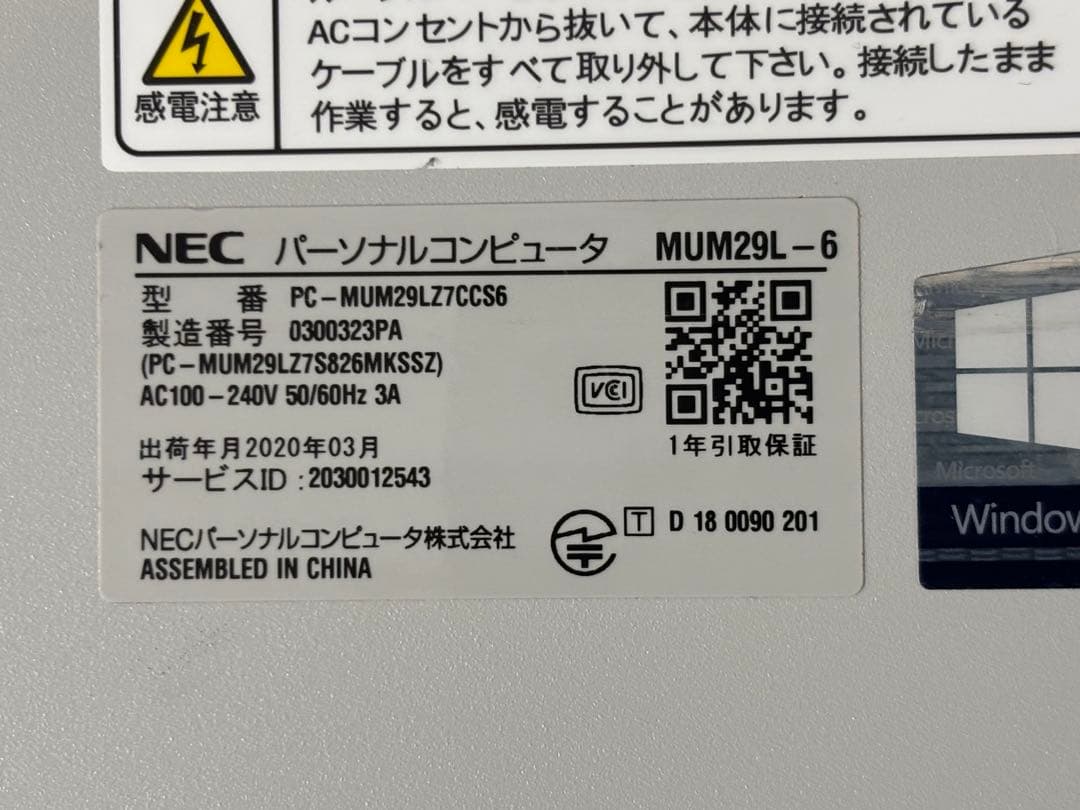 ACコンセントから抜いて、本体に接続されている
ケーブルをすべて取り外して下さい。接続したまま
作業すると、感電することがあります。
感電注意
NEC パーソナルコンピュータ MUM29L-6
型 番 PC-MUM29LZ7CCS6
製造番号 0300323PA
(PC-MUM29LZ7S826MKSSZ)
AC100-240V 50/60Hz 3A
VCI
1年引取保証
出荷年月2020年03月
サービスID:2030012543
T D 18 0090 201
NECパーソナルコンピュータ株式会社
ASSEMBLED IN CHINA
Microsoft
Window